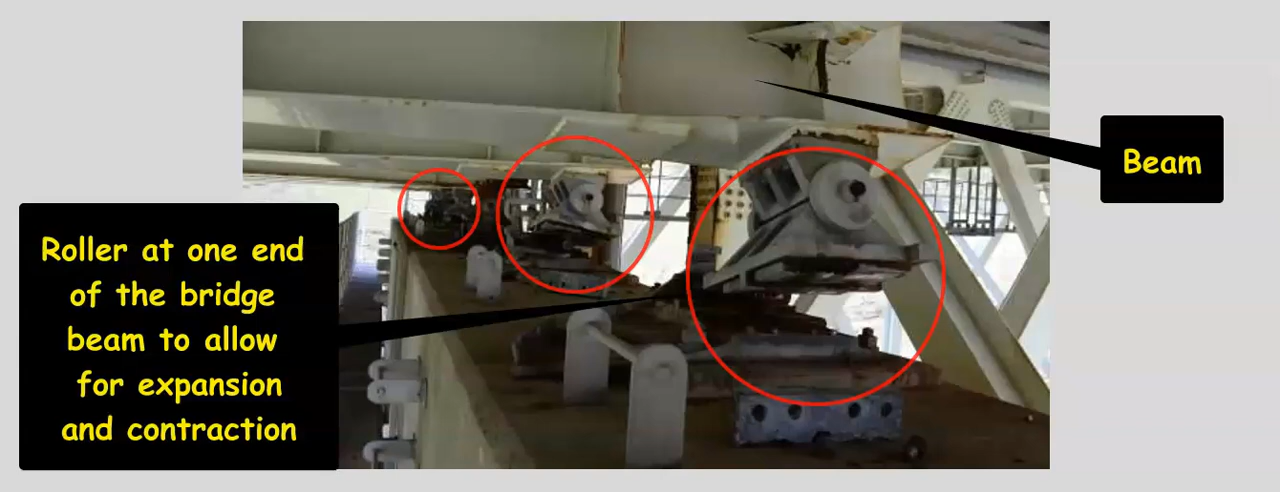 Beam
Roller at one end
of the bridge
beam to allow
for expansion
and contraction